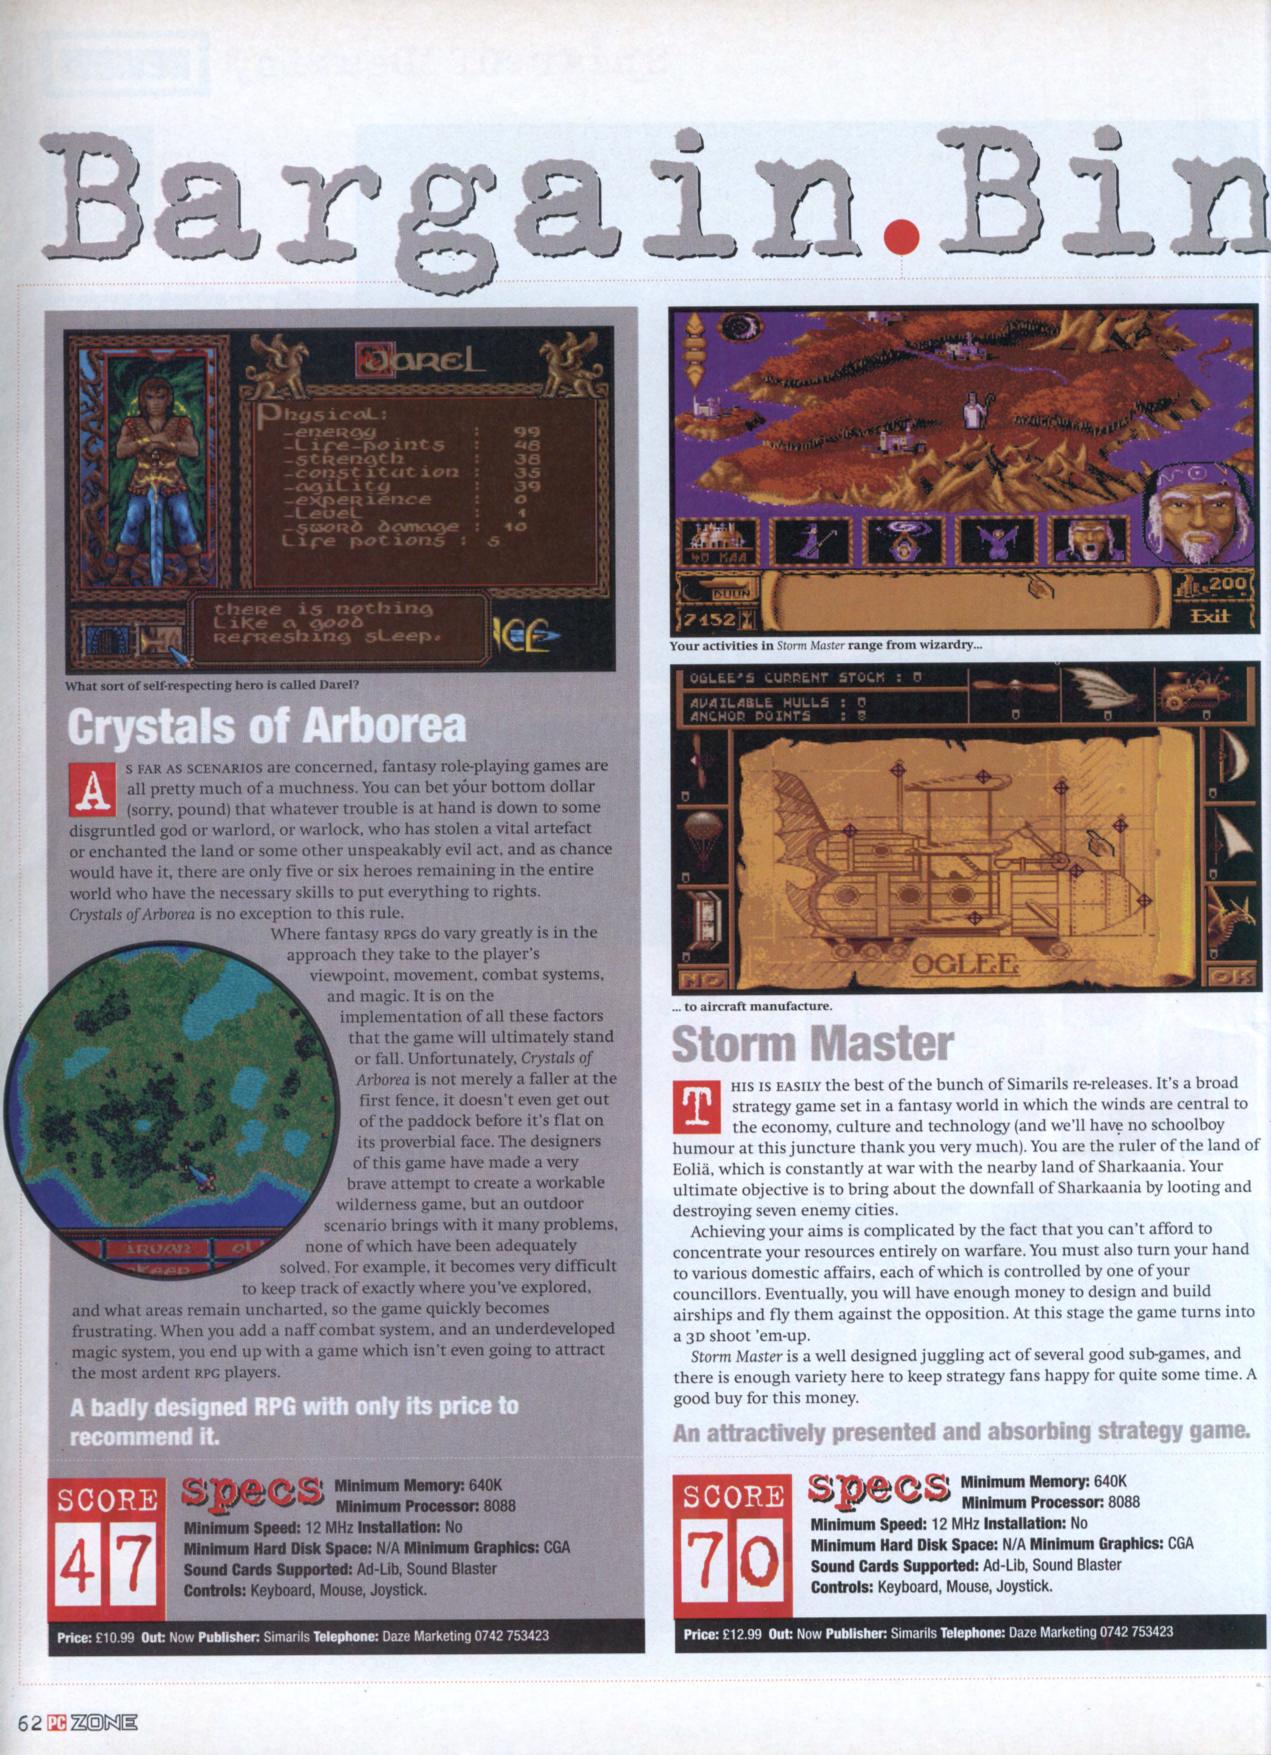 Bargain.Bin
DAREL
Physical:
-energy : 99
-Life-points : 48
-strength : 38
-constitution : 35
-agility : 39
-experience : 0
-Level : 1
-sword damage : 10
Life potions : 5
there is nothing
Like a good
refreshing sleep.
What sort of self-respecting hero is called Darel?
Crystals of Arborea
AS FAR AS SCENARIOS are concerned, fantasy role-playing games are
all pretty much of a muchness. You can bet your bottom dollar
(sorry, pound) that whatever trouble is at hand is down to some
disgruntled god or warlord, or warlock, who has stolen a vital artefact
or enchanted the land or some other unspeakably evil act, and as chance
would have it, there are only five or six heroes remaining in the entire
world who have the necessary skills to put everything to rights.
Crystals of Arborea is no exception to this rule.
Where fantasy RPGs do vary greatly is in the
approach they take to the player's
viewpoint, movement, combat systems,
and magic. It is on the
implementation of all these factors
that the game will ultimately stand
or fall. Unfortunately, Crystals of
Arborea is not merely a faller at the
first fence, it doesn't even get out
of the paddock before it's flat on
its proverbial face. The designers
of this game have made a very
brave attempt to create a workable
wilderness game, but an outdoor
scenario brings with it many problems,
none of which have been adequately
solved. For example, it becomes very difficult
to keep track of exactly where you've explored,
and what areas remain uncharted, so the game quickly becomes
frustrating. When you add a naff combat system, and an underdeveloped
magic system, you end up with a game which isn't even going to attract
the most ardent RPG players.
A badly designed RPG with only its price to
recommend it.
SCORE
47
specs
Minimum Memory: 640K
Minimum Processor: 8088
Minimum Speed: 12 MHz Installation: No
Minimum Hard Disk Space: N/A Minimum Graphics: CGA
Sound Cards Supported: Ad-Lib, Sound Blaster
Controls: Keyboard, Mouse, Joystick.
Price: £10.99 Out: Now Publisher: Simarils Telephone: Daze Marketing 0742 753423
40 KAA
7152
200
Exit
Your activities in Storm Master range from wizardry...
OGLEE'S CURRENT STOCK : 0
AVAILABLE HULLS : 0
ANCHOR POINTS : 8
OGLEE
NO
OK
... to aircraft manufacture.
Storm Master
THIS IS EASILY the best of the bunch of Simarils re-releases. It's a broad
strategy game set in a fantasy world in which the winds are central to
the economy, culture and technology (and we'll have no schoolboy
humour at this juncture thank you very much). You are the ruler of the land of
Eoliä, which is constantly at war with the nearby land of Sharkaania. Your
ultimate objective is to bring about the downfall of Sharkaania by looting and
destroying seven enemy cities.
Achieving your aims is complicated by the fact that you can't afford to
concentrate your resources entirely on warfare. You must also turn your hand
to various domestic affairs, each of which is controlled by one of your
councillors. Eventually, you will have enough money to design and build
airships and fly them against the opposition. At this stage the game turns into
a 3D shoot 'em-up.
Storm Master is a well designed juggling act of several good sub-games, and
there is enough variety here to keep strategy fans happy for quite some time. A
good buy for this money.
An attractively presented and absorbing strategy game.
SCORE
70
specs
Minimum Memory: 640K
Minimum Processor: 8088
Minimum Speed: 12 MHz Installation: No
Minimum Hard Disk Space: N/A Minimum Graphics: CGA
Sound Cards Supported: Ad-Lib, Sound Blaster
Controls: Keyboard, Mouse, Joystick.
Price: £12.99 Out: Now Publisher: Simarils Telephone: Daze Marketing 0742 753423
62 PC ZONE